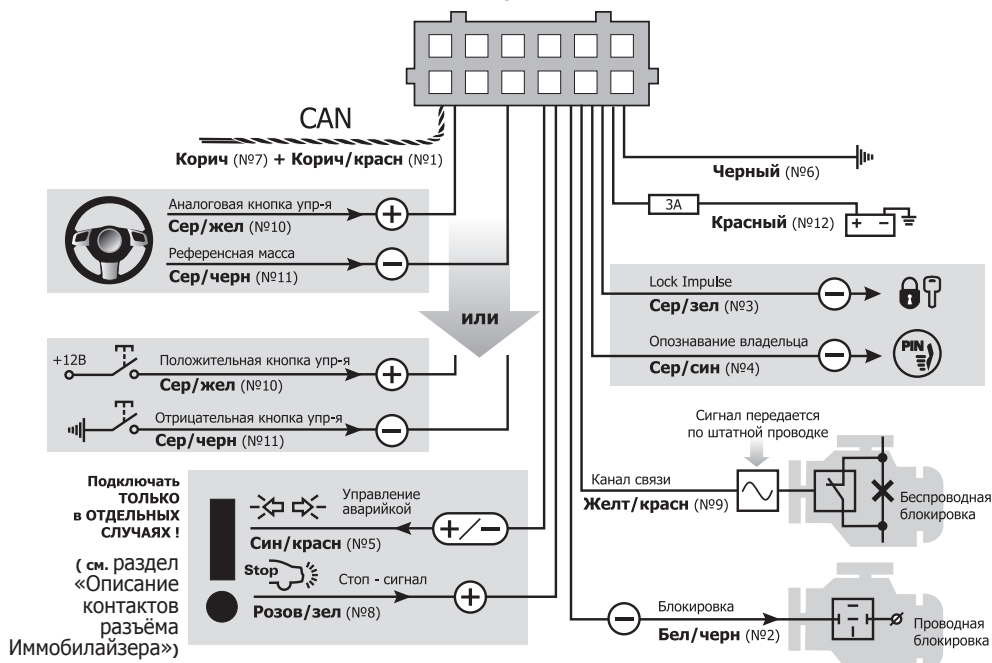 CAN
Корич (№7) + Корич/красн (№1)
Аналоговая кнопка упр-я
Сер/жел (№10)
Референсная масса
Сер/черн (№11)
или
+12В
Положительная кнопка упр-я
Сер/жел (№10)
Отрицательная кнопка упр-я
Сер/черн (№11)
Подключать
ТОЛЬКО
в ОТДЕЛЬНЫХ
СЛУЧАЯХ !
( см. раздел
«Описание
контактов
разъёма
Иммобилайзера»)
Управление
аварийкой
Син/красн (№5)
+/−
Stop
Стоп - сигнал
Розов/зел (№8)
Черный (№6)
3А
Красный (№12)
+ −
Lock Impulse
Сер/зел (№3)
Опознавание владельца
Сер/син (№4)
PIN
Сигнал передается
по штатной проводке
Канал связи
Желт/красн (№9)
Беспроводная
блокировка
Блокировка
Бел/черн (№2)
Проводная
блокировка